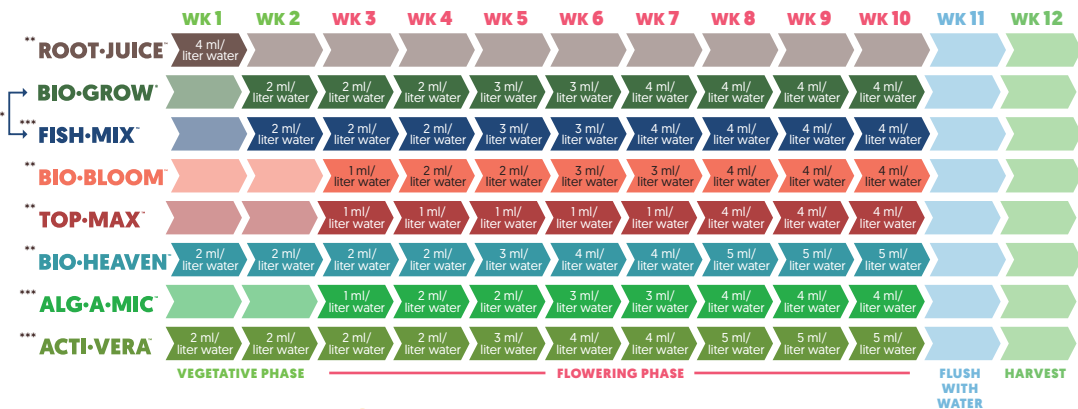 WK 1 WK 2 WK 3 WK 4 WK 5 WK 6 WK 7 WK 8 WK 9 WK 10 WK 11 WK 12
** ROOT·JUICE™ 4 ml/
liter water
BIO·GROW® 2 ml/ 2 ml/ 2 ml/ 3 ml/ 3 ml/ 4 ml/ 4 ml/ 4 ml/ 4 ml/
liter water liter water liter water liter water liter water liter water liter water liter water liter water
*
*** FISH·MIX™ 2 ml/ 2 ml/ 2 ml/ 3 ml/ 3 ml/ 4 ml/ 4 ml/ 4 ml/ 4 ml/
liter water liter water liter water liter water liter water liter water liter water liter water liter water
** BIO·BLOOM™ 1 ml/ 2 ml/ 2 ml/ 3 ml/ 3 ml/ 4 ml/ 4 ml/ 4 ml/
liter water liter water liter water liter water liter water liter water liter water liter water
** TOP·MAX™ 1 ml/ 1 ml/ 1 ml/ 1 ml/ 1 ml/ 4 ml/ 4 ml/ 4 ml/
liter water liter water liter water liter water liter water liter water liter water liter water
** BIO·HEAVEN™ 2 ml/ 2 ml/ 2 ml/ 2 ml/ 3 ml/ 4 ml/ 4 ml/ 5 ml/ 5 ml/ 5 ml/
liter water liter water liter water liter water liter water liter water liter water liter water liter water liter water
*** ALG·A·MIC™ 1 ml/ 2 ml/ 2 ml/ 3 ml/ 3 ml/ 4 ml/ 4 ml/ 4 ml/
liter water liter water liter water liter water liter water liter water liter water liter water
*** ACTI·VERA™ 2 ml/ 2 ml/ 2 ml/ 2 ml/ 3 ml/ 4 ml/ 4 ml/ 5 ml/ 5 ml/ 5 ml/
liter water liter water liter water liter water liter water liter water liter water liter water liter water liter water
VEGETATIVE PHASE FLOWERING PHASE FLUSH HARVEST
WITH
WATER